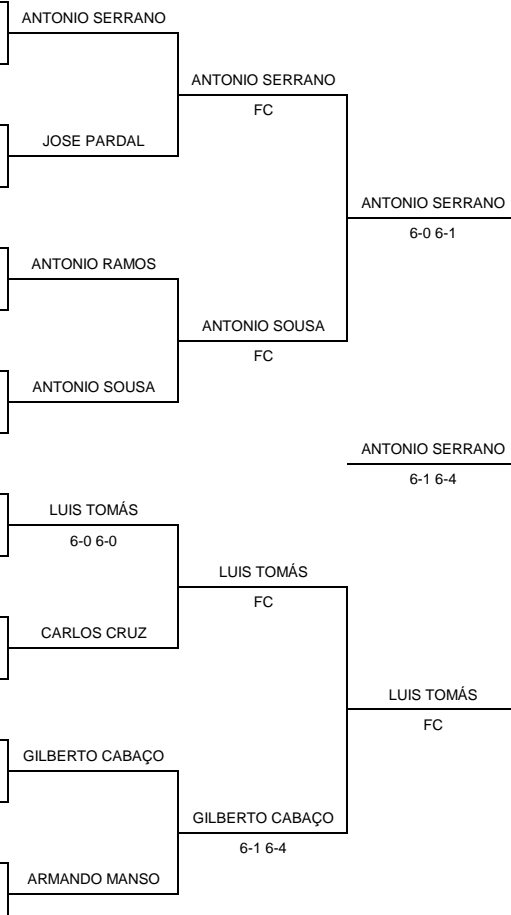 ANTONIO SERRANO
ANTONIO SERRANO
FC
JOSE PARDAL
ANTONIO SERRANO
6-0 6-1
ANTONIO RAMOS
ANTONIO SOUSA
FC
ANTONIO SOUSA
ANTONIO SERRANO
6-1 6-4
LUIS TOMÁS
6-0 6-0
LUIS TOMÁS
FC
CARLOS CRUZ
LUIS TOMÁS
FC
GILBERTO CABAÇO
GILBERTO CABAÇO
6-1 6-4
ARMANDO MANSO